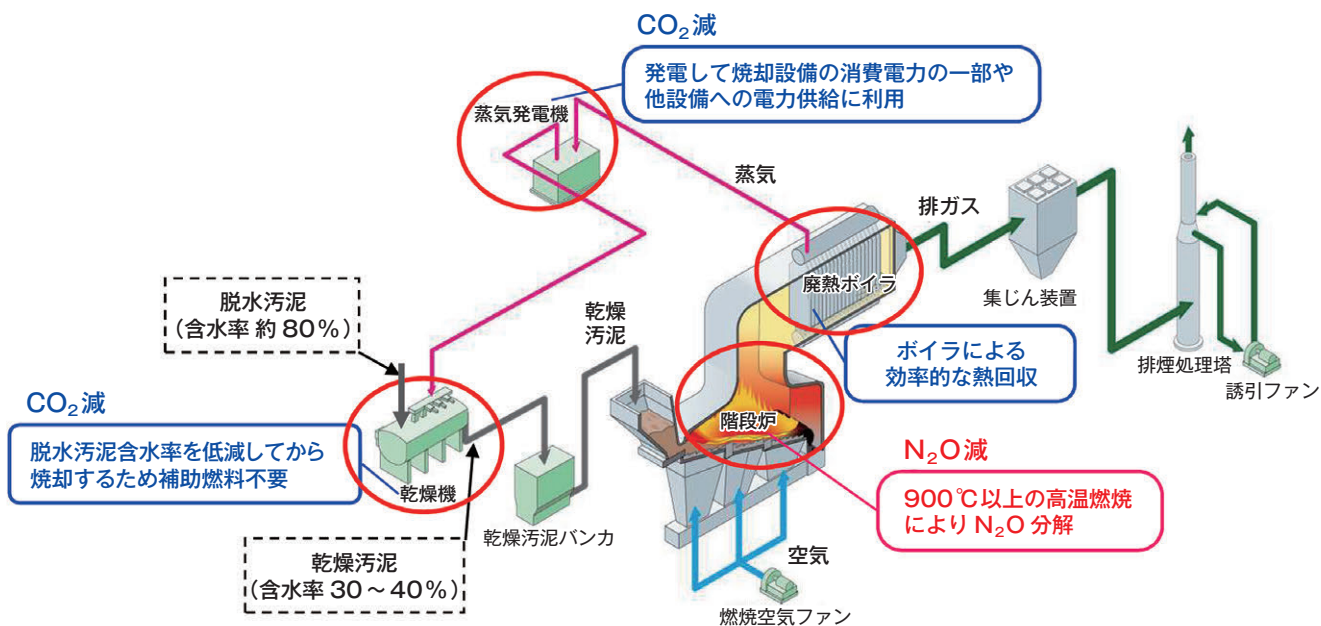 CO₂減
発電して焼却設備の消費電力の一部や
他設備への電力供給に利用
蒸気発電機
蒸気
排ガス
廃熱ボイラ
集じん装置
排煙処理塔
誘引ファン
脱水汚泥
(含水率 約80%)
乾燥
汚泥
ボイラによる
効率的な熱回収
CO₂減
脱水汚泥含水率を低減してから
焼却するため補助燃料不要
乾燥機
階段炉
N₂O減
900℃以上の高温燃焼
によりN₂O分解
乾燥汚泥バンカ
乾燥汚泥
(含水率30~40%)
空気
燃焼空気ファン